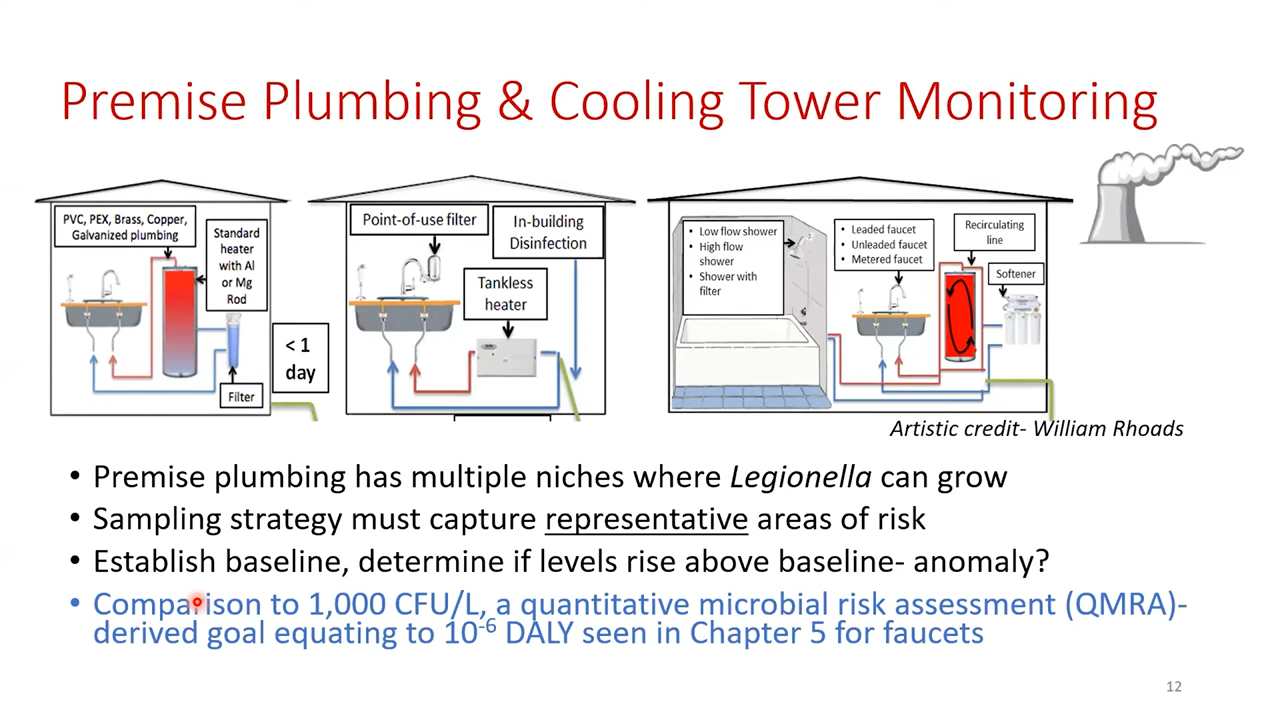 Premise Plumbing & Cooling Tower Monitoring
PVC, PEX, Brass, Copper,
Galvanized plumbing
Standard
heater
with Al
or Mg
Rod
Filter
< 1
day
Point-of-use filter
In-building
Disinfection
Tankless
heater
• Low flow shower
• High flow
shower
• Shower with
filter
• Leaded faucet
• Unleaded faucet
• Metered faucet
Recirculating
line
Softener
Artistic credit- William Rhoads
• Premise plumbing has multiple niches where Legionella can grow
• Sampling strategy must capture representative areas of risk
• Establish baseline, determine if levels rise above baseline- anomaly?
• Comparison to 1,000 CFU/L, a quantitative microbial risk assessment (QMRA)-
derived goal equating to 10⁻⁶ DALY seen in Chapter 5 for faucets
12